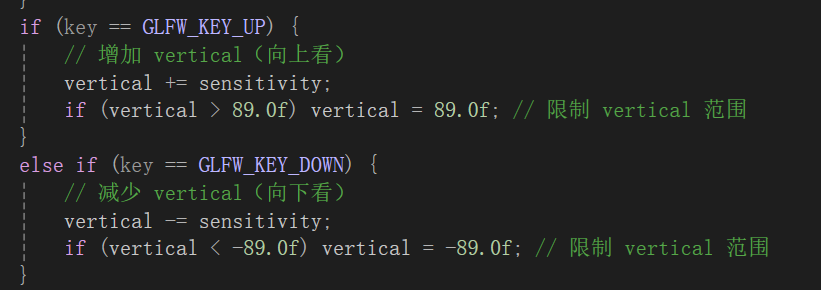 }
if (key == GLFW_KEY_UP) {
// 增加 vertical（向上看）
vertical += sensitivity;
if (vertical > 89.0f) vertical = 89.0f; // 限制 vertical 范围
}
else if (key == GLFW_KEY_DOWN) {
// 减少 vertical（向下看）
vertical -= sensitivity;
if (vertical < -89.0f) vertical = -89.0f; // 限制 vertical 范围
}